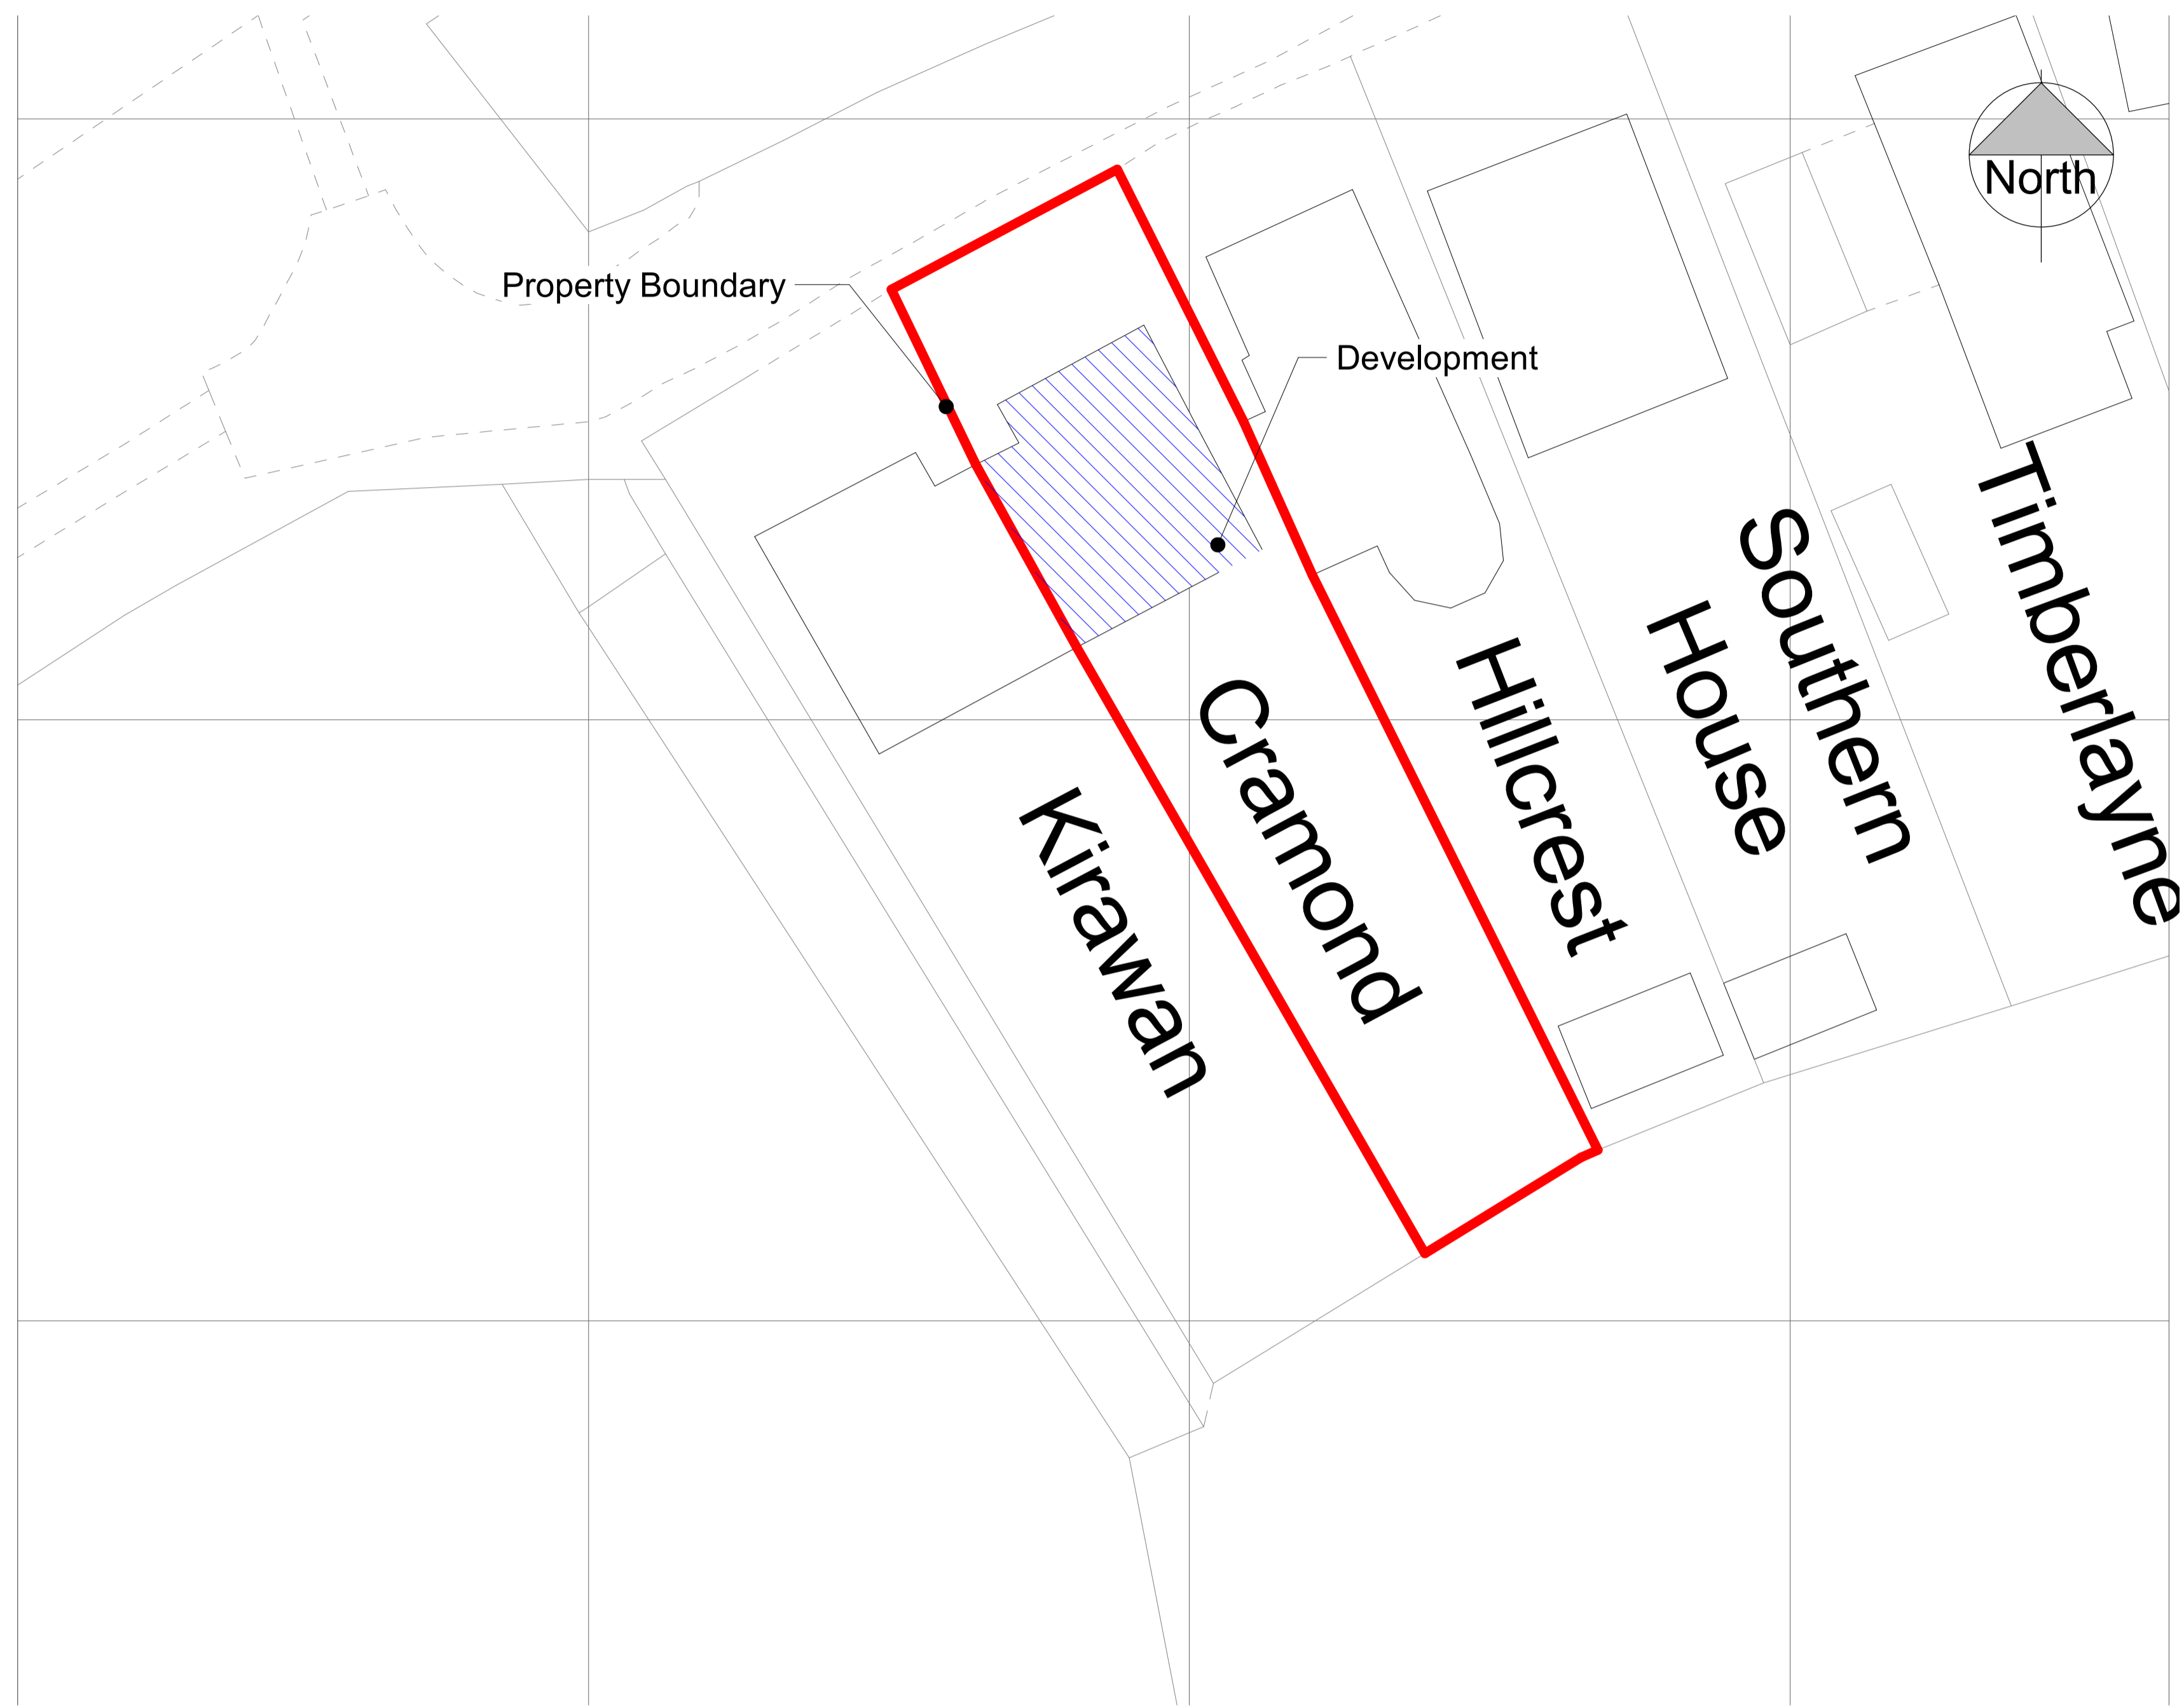 North
Property Boundary
Development
Kirawan
Cramond
Hillcrest
Southern
House
Timberlayne